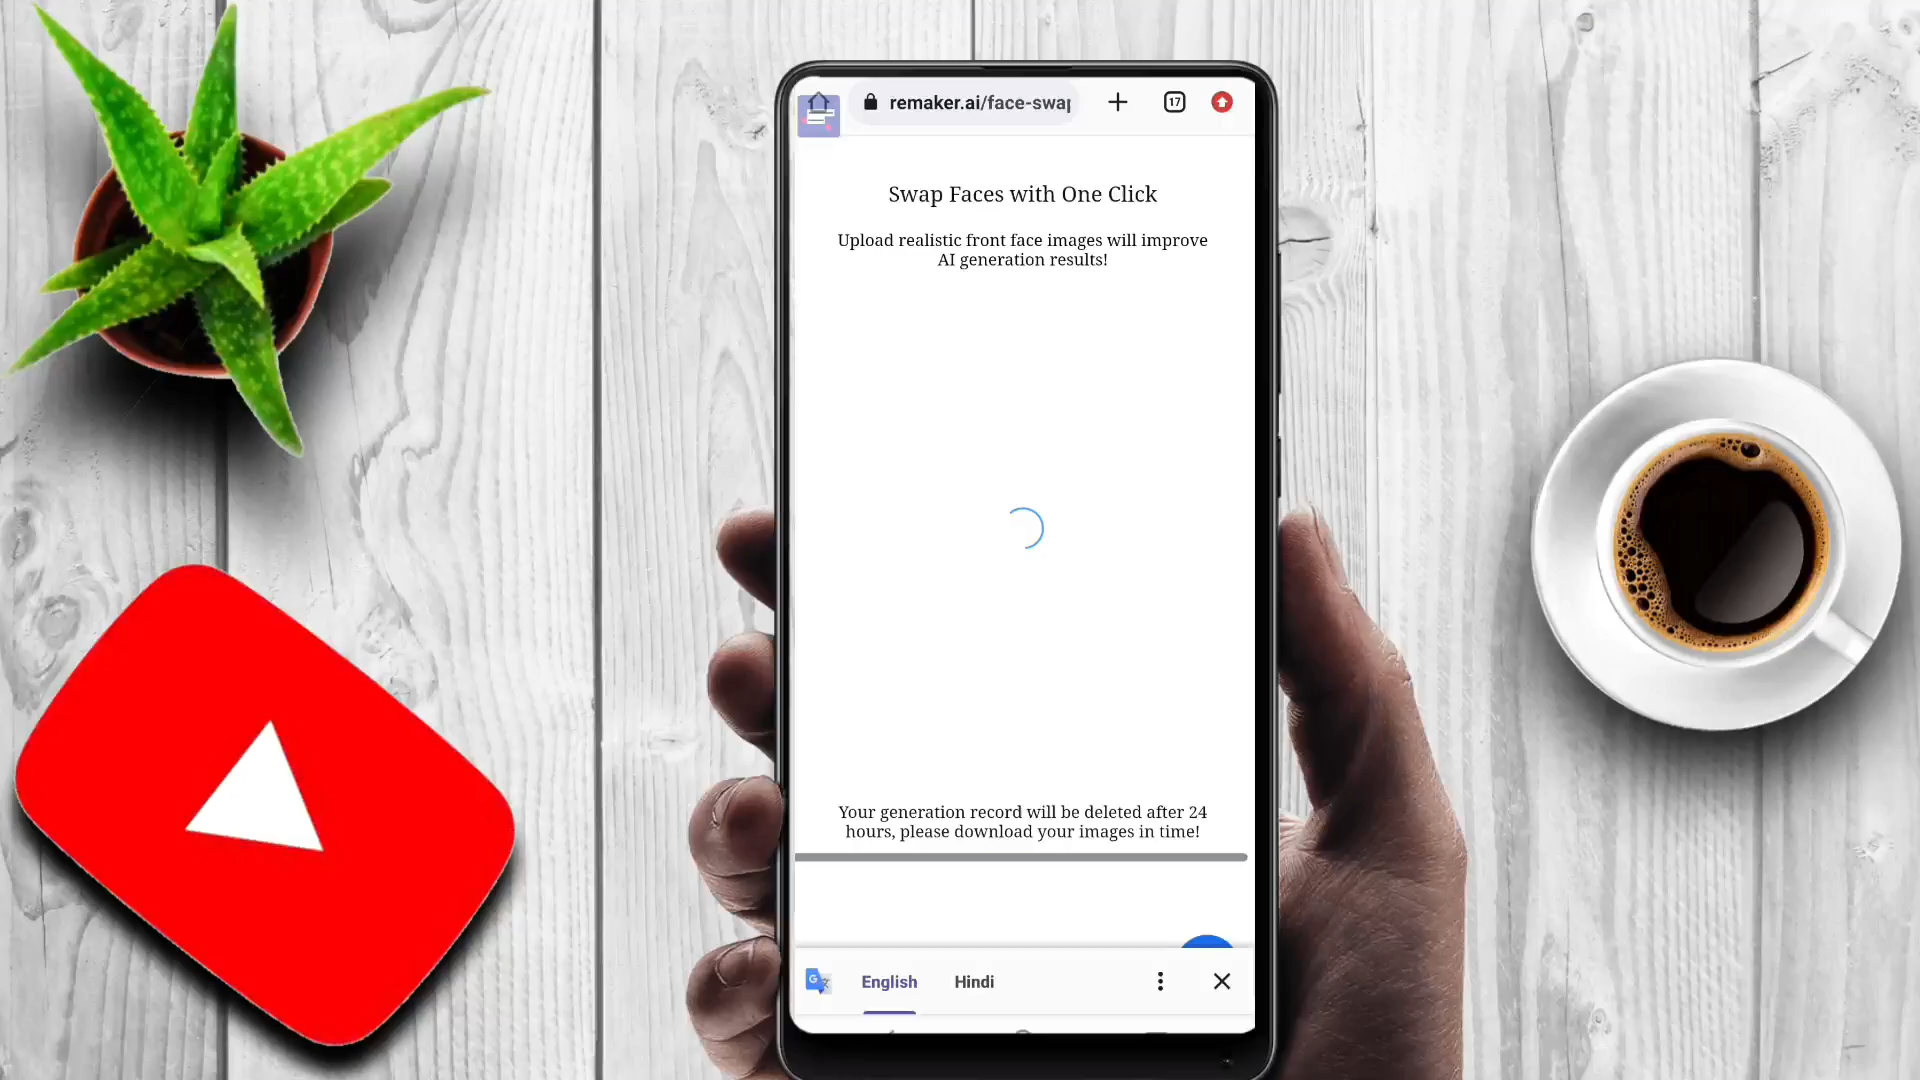 remaker.ai/face-swap
17
Swap Faces with One Click
Upload realistic front face images will improve
AI generation results!
Your generation record will be deleted after 24
hours, please download your images in time!
G
English
Hindi